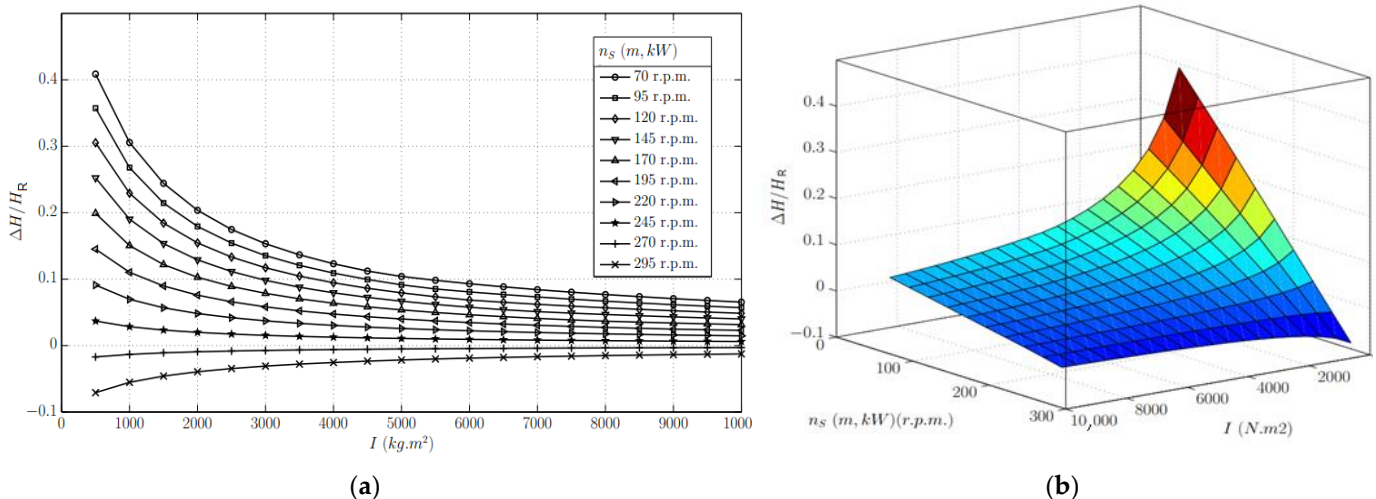 0.4
0.3
0.2
0.1
0
−0.1
ΔH/H_R
0 1000 2000 3000 4000 5000 6000 7000 8000 9000 1000
I (kg.m²)
n_S (m, kW)
70 r.p.m.
95 r.p.m.
120 r.p.m.
145 r.p.m.
170 r.p.m.
195 r.p.m.
220 r.p.m.
245 r.p.m.
270 r.p.m.
295 r.p.m.
(a)
0.4
0.3
0.2
0.1
0
−0.1
ΔH/H_R
0
100
200
300
n_S (m, kW)(r.p.m.)
10,000
8000
6000
4000
2000
I (N.m2)
(b)